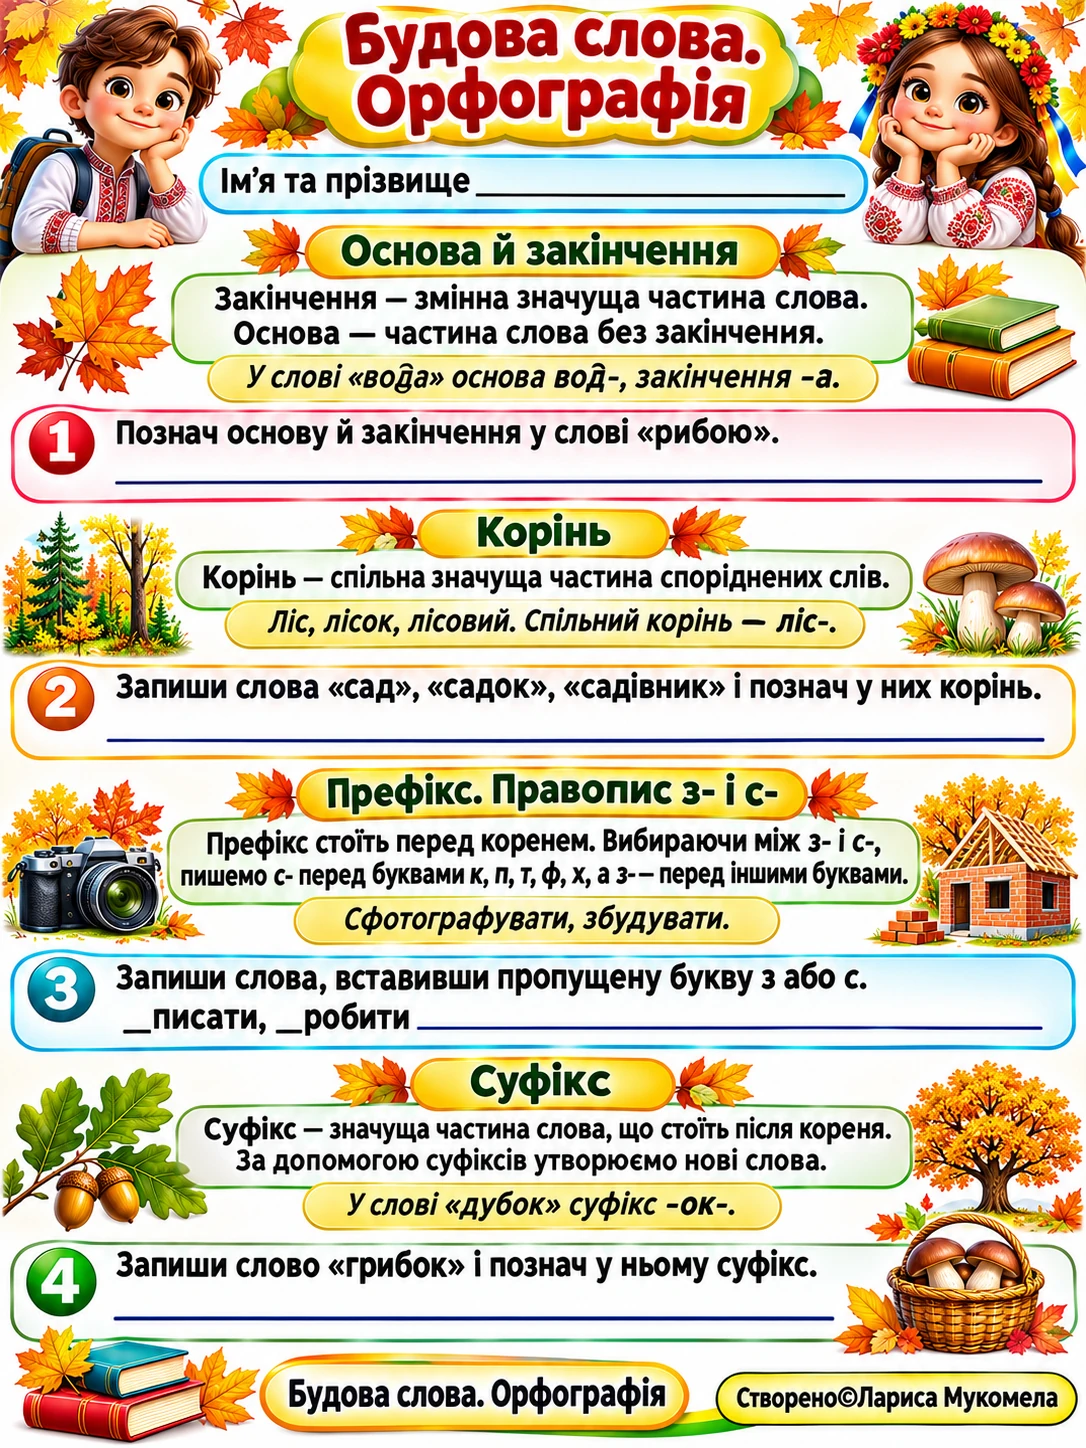 Будова слова.
Орфографія
Ім’я та прізвище
Основа й закінчення
Закінчення – змінна значуща частина слова.
Основа — частина слова без закінчення.
У слові «вода» основа вод-, закінчення -а.
1 Познач основу й закінчення у слові «рибою».
Корінь
Корінь – спільна значуща частина споріднених слів.
Ліс, лісок, лісовий. Спільний корінь — ліс-.
2 Запиши слова «сад», «садок», «садівник» і познач у них корінь.
Префікс. Правопис з- і с-
Префікс стоїть перед коренем. Вибираючи між з- і с-,
пишемо с- перед буквами к, п, т, ф, х, а з- – перед іншими буквами.
Сфотографувати, збудувати.
3 Запиши слова, вставивши пропущену букву з або с.
_писати, _робити
Суфікс
Суфікс – значуща частина слова, що стоїть після кореня.
За допомогою суфіксів утворюємо нові слова.
У слові «дубок» суфікс -ок-.
4 Запиши слово «грибок» і познач у ньому суфікс.
Будова слова. Орфографія
Створено©Лариса Мукомела